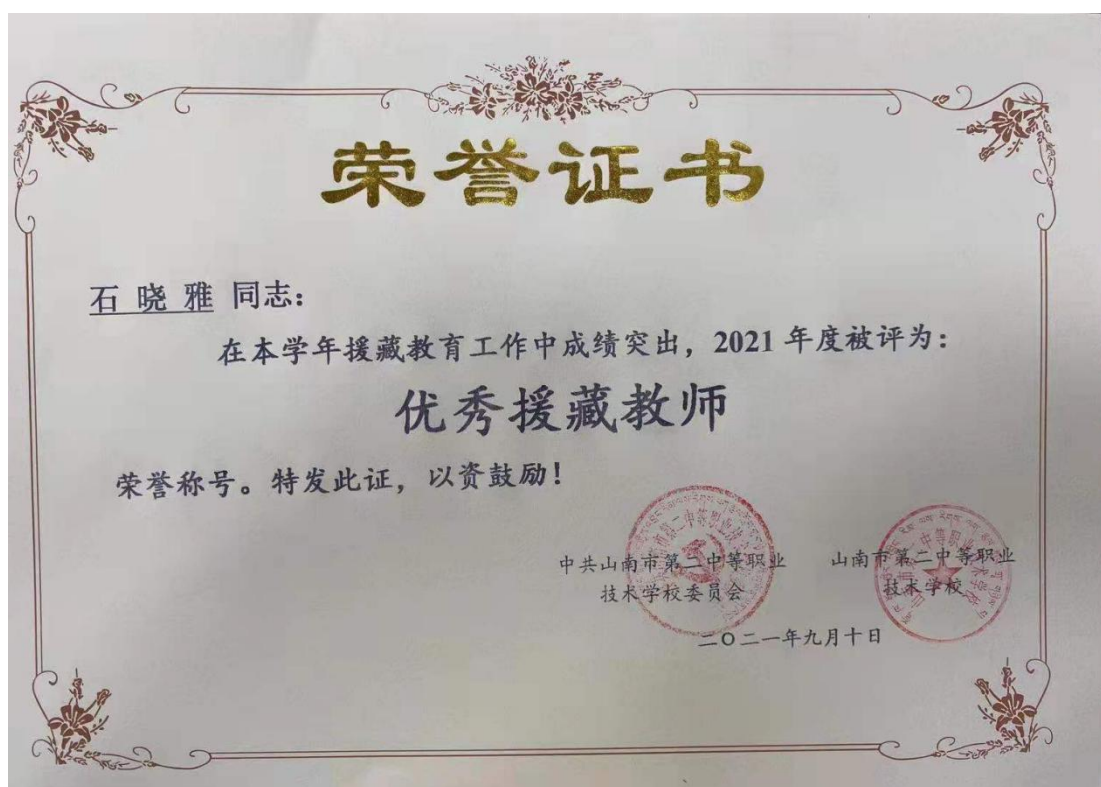 荣誉证书
石晓雅 同志：
在本学年援藏教育工作中成绩突出，2021年度被评为：
优秀援藏教师
荣誉称号。特发此证，以资鼓励！
中共山南市第二中等职业
技术学校委员会
山南市第二中等职业
技术学校
二〇二一年九月十日